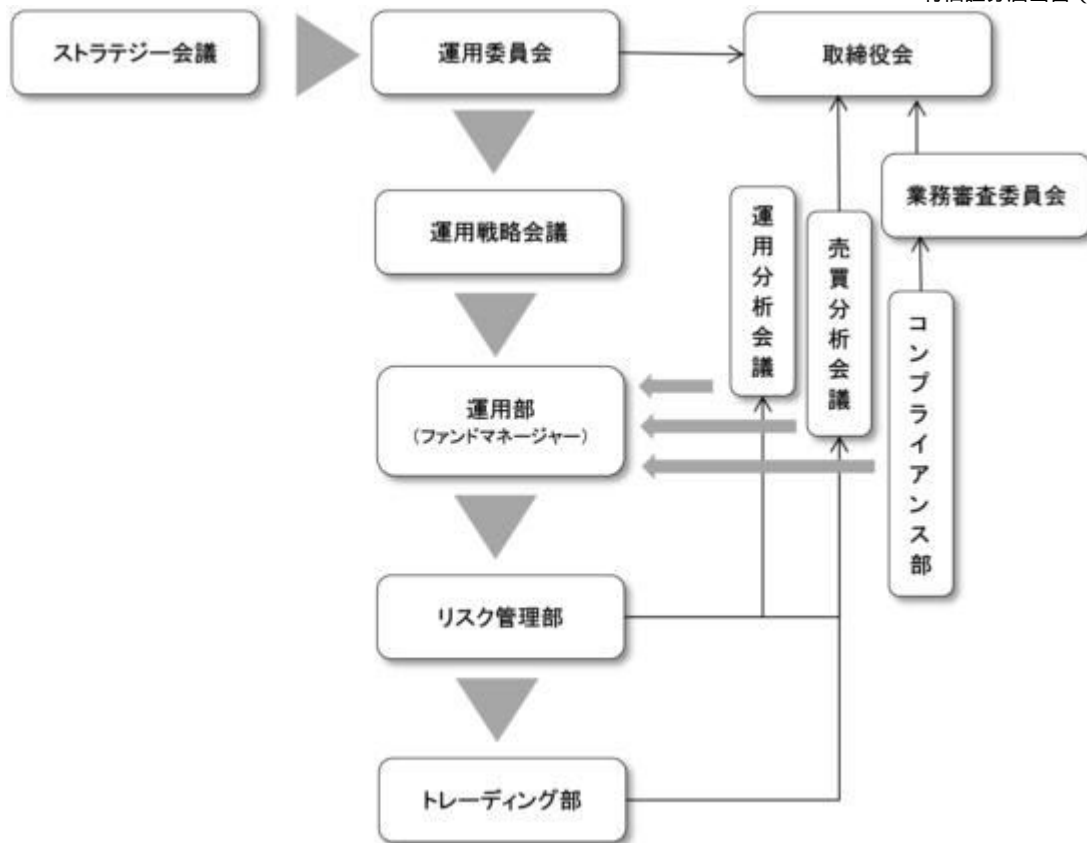 ストラテジー会議
運用委員会
取締役会
業務審査委員会
運用戦略会議
運用分析会議
売買分析会議
コンプライアンス部
運用部
(ファンドマネージャー)
リスク管理部
トレーディング部